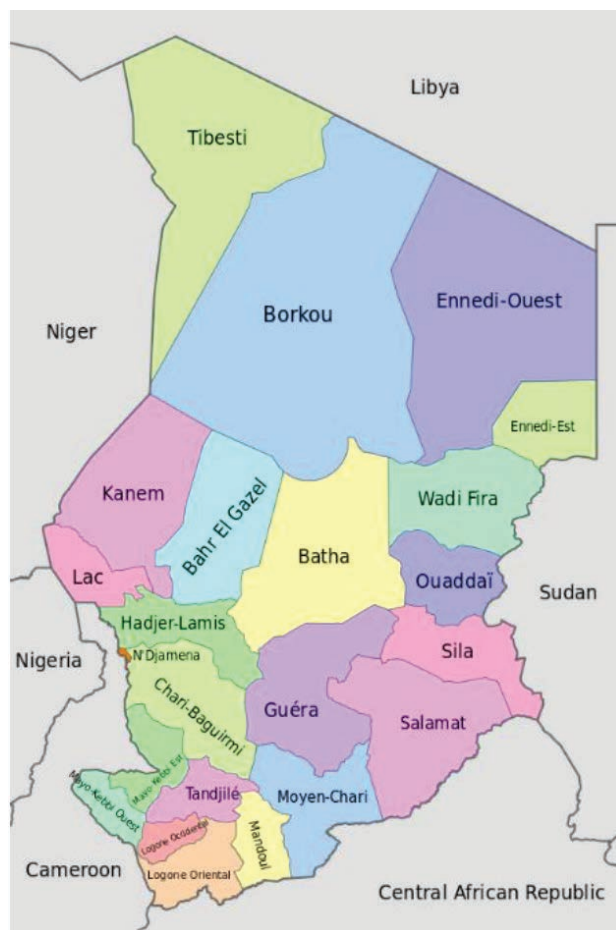 Libya
Tibesti
Ennedi-Ouest
Borkou
Niger
Ennedi-Est
Kanem
Wadi Fira
Bahr El Gazel
Batha
Lac
Ouaddaï
Sudan
Hadjer-Lamis
Sila
Nigeria
N'Djamena
Chari-Baguirmi
Guéra
Salamat
Mayo-Kebbi Est
Mayo-Kebbi Ouest
Tandjilé
Moyen-Chari
Logone Occidental
Mandoul
Cameroon
Logone Oriental
Central African Republic